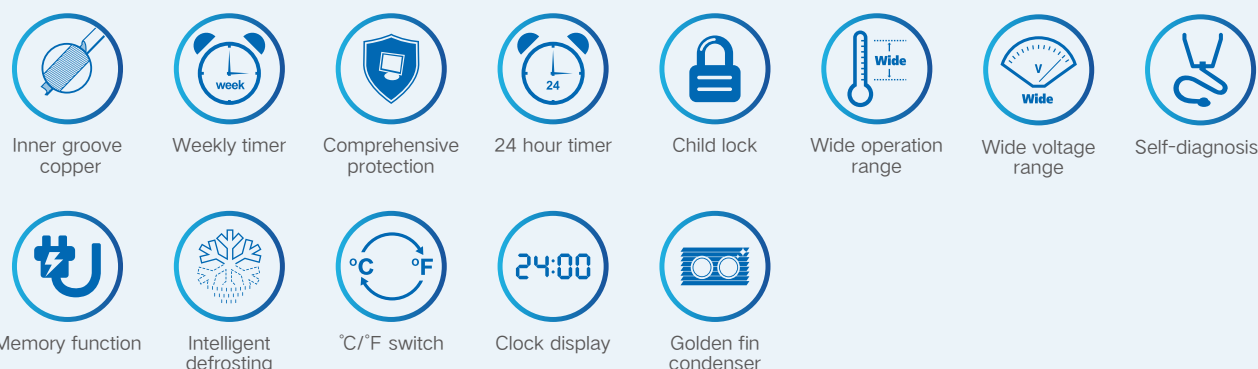 week
24
Wide
V
Wide
Inner groove
copper
Weekly timer
Comprehensive
protection
24 hour timer
Child lock
Wide operation
range
Wide voltage
range
Self-diagnosis
°C °F
24:00
Memory function
Intelligent
defrosting
°C/°F switch
Clock display
Golden fin
condenser